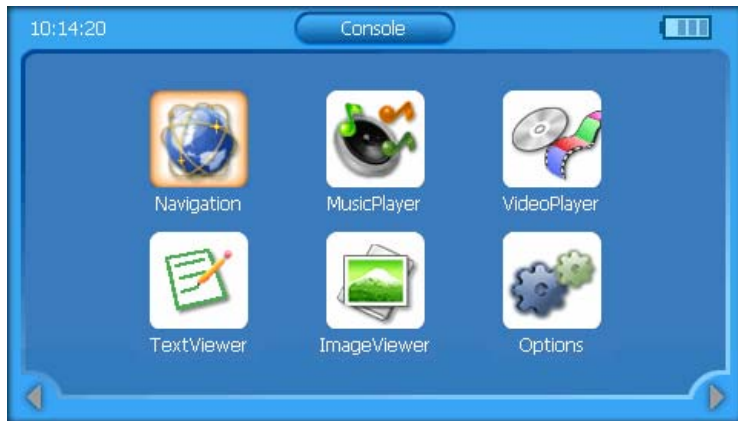 10:14:20
Console
Navigation
MusicPlayer
VideoPlayer
TextViewer
ImageViewer
Options